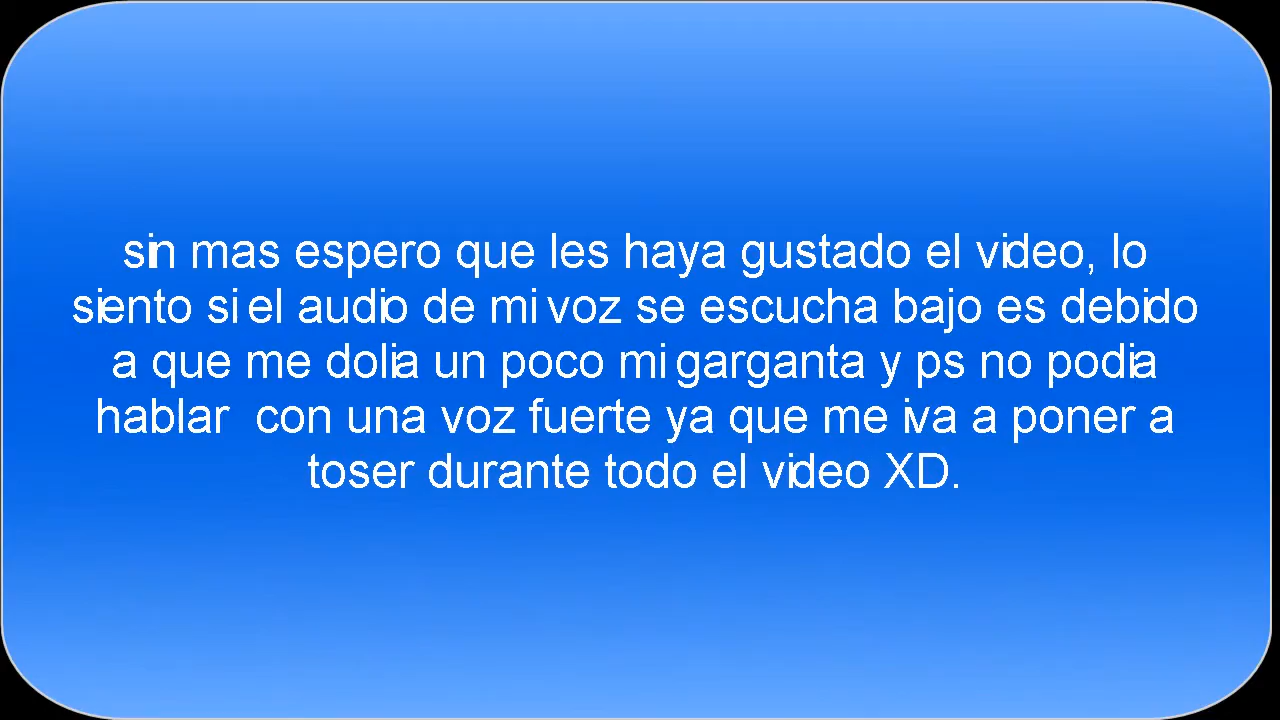 sin mas espero que les haya gustado el video, lo
siento si el audio de mi voz se escucha bajo es debido
a que me dolia un poco mi garganta y ps no podia
hablar  con una voz fuerte ya que me iva a poner a
toser durante todo el video XD.